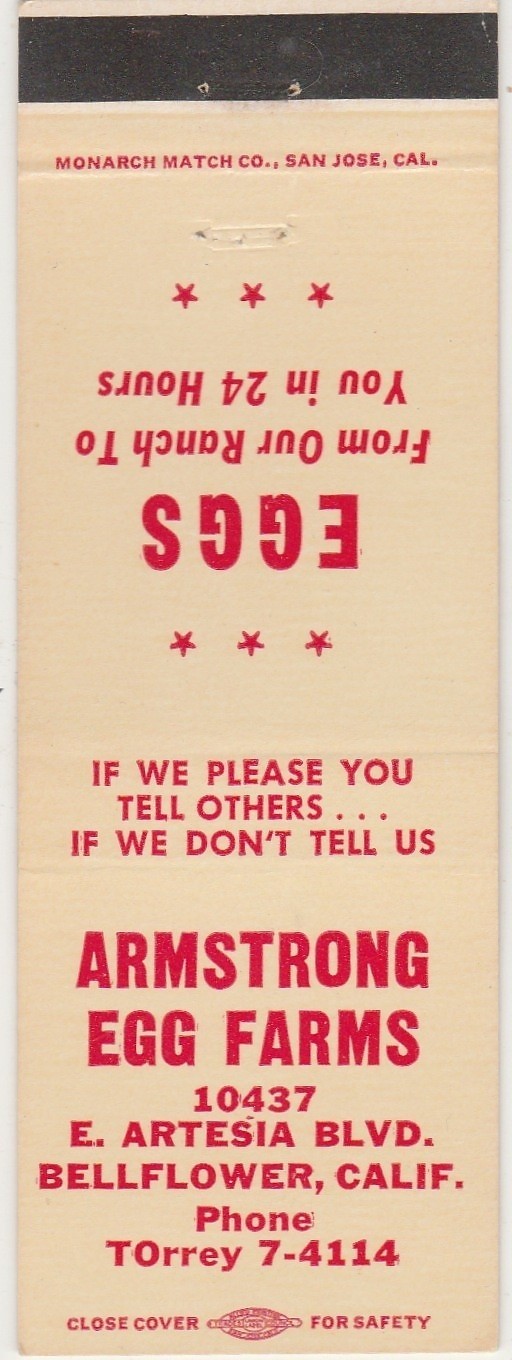 MONARCH MATCH CO., SAN JOSE, CAL.
EGGS
From Our Ranch To
You in 24 Hours
IF WE PLEASE YOU
TELL OTHERS . . .
IF WE DON'T TELL US
ARMSTRONG
EGG FARMS
10437
E. ARTESIA BLVD.
BELLFLOWER, CALIF.
Phone
TOrrey 7-4114
CLOSE COVER FOR SAFETY